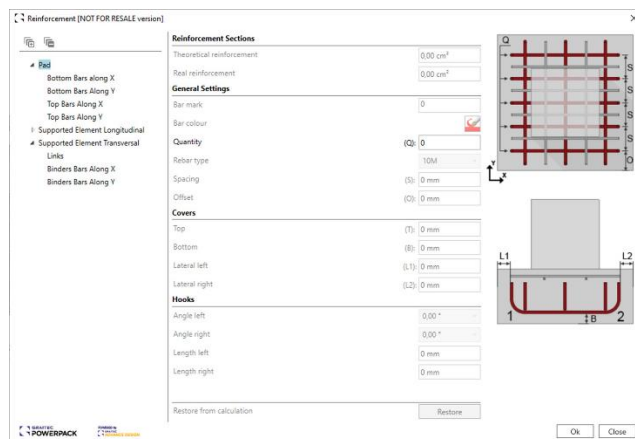 Reinforcement [NOT FOR RESALE version]
Pad
Bottom Bars along X
Bottom Bars Along Y
Top Bars Along X
Top Bars Along Y
Supported Element Longitudinal
Supported Element Transversal
Links
Binders Bars Along X
Binders Bars Along Y
Reinforcement Sections
Theoretical reinforcement 0,00 cm²
Real reinforcement 0,00 cm²
General Settings
Bar mark 0
Bar colour
Quantity (Q): 0
Rebar type 10M
Spacing (S): 0 mm
Offset (O): 0 mm
Covers
Top (T): 0 mm
Bottom (B): 0 mm
Lateral left (L1): 0 mm
Lateral right (L2): 0 mm
Hooks
Angle left 0,00 °
Angle right 0,00 °
Length left 0 mm
Length right 0 mm
Restore from calculation Restore
Q
S
S
S
S
O
Y
X
L1 L2
1 B 2
GRAITEC
POWERPACK
ADVANCE DESIGN
Ok Close